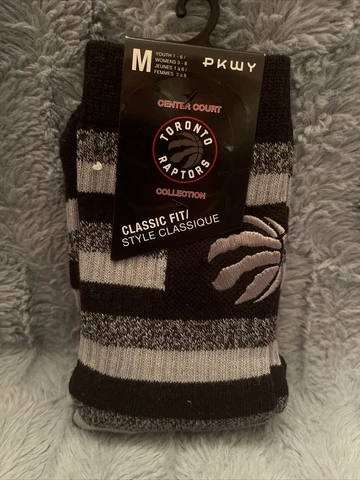 M
YOUTH 1 - 6 /
WOMENS 3 - 8
JEUNES 1 à 6 /
FEMMES 3 à 8
PKWY
CENTER COURT
TORONTO
RAPTORS
COLLECTION
CLASSIC FIT/
STYLE CLASSIQUE